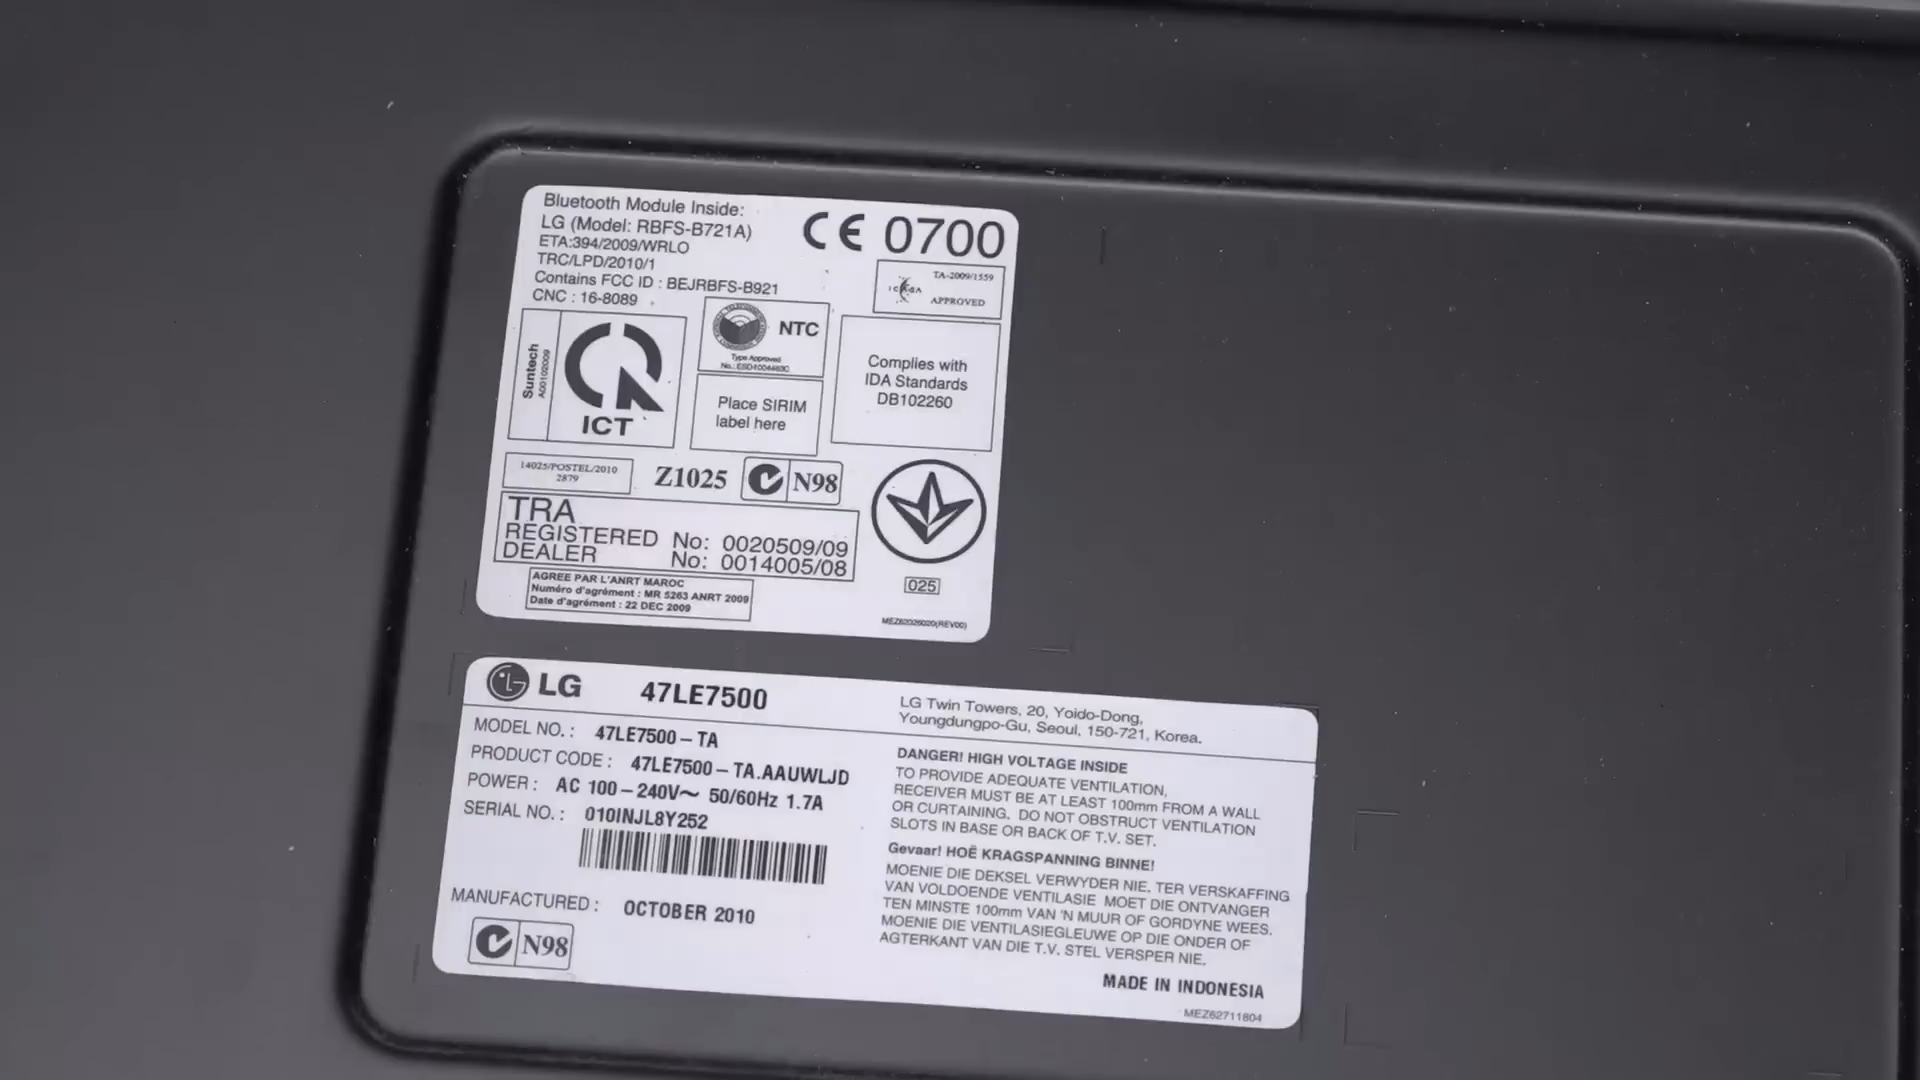 Bluetooth Module Inside:
LG (Model: RBFS-B721A)
ETA:394/2009/WRLO
TRC/LPD/2010/1
Contains FCC ID : BEJRBFS-B921
CNC : 16-8089
CE 0700
TA-2009/1559
ICASA
APPROVED
Suntech
A00102009
ICT
NTC
Type Approved
No.: ESD1004463C
Place SIRIM
label here
Complies with
IDA Standards
DB102260
14025/POSTEL/2010
2879
Z1025
N98
TRA
REGISTERED No: 0020509/09
DEALER No: 0014005/08
AGREE PAR L'ANRT MAROC
Numéro d'agrément : MR 5263 ANRT 2009
Date d'agrément : 22 DEC 2009
025
MEZ62026020(REV00)
LG 47LE7500
LG Twin Towers, 20, Yoido-Dong,
Youngdungpo-Gu, Seoul, 150-721, Korea.
MODEL NO. : 47LE7500-TA
PRODUCT CODE : 47LE7500-TA.AAUWLJD
POWER : AC 100-240V~ 50/60Hz 1.7A
SERIAL NO. : 010INJL8Y252
MANUFACTURED : OCTOBER 2010
N98
DANGER! HIGH VOLTAGE INSIDE
TO PROVIDE ADEQUATE VENTILATION,
RECEIVER MUST BE AT LEAST 100mm FROM A WALL
OR CURTAINING. DO NOT OBSTRUCT VENTILATION
SLOTS IN BASE OR BACK OF T.V. SET.
Gevaar! HOË KRAGSPANNING BINNE!
MOENIE DIE DEKSEL VERWYDER NIE. TER VERSKAFFING
VAN VOLDOENDE VENTILASIE MOET DIE ONTVANGER
TEN MINSTE 100mm VAN 'N MUUR OF GORDYNE WEES.
MOENIE DIE VENTILASIEGLEUWE OP DIE ONDER OF
AGTERKANT VAN DIE T.V. STEL VERSPER NIE.
MADE IN INDONESIA
MEZ62711804